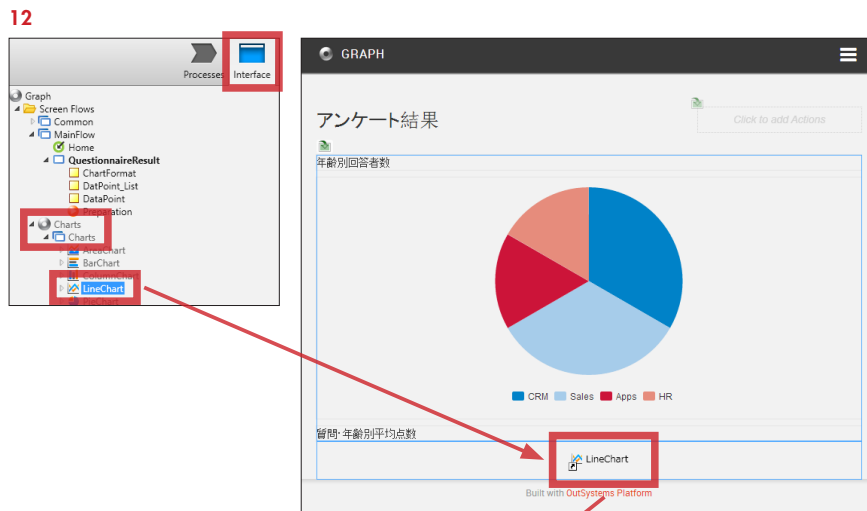 12
Processes Interface
Graph
Screen Flows
Common
MainFlow
Home
QuestionnaireResult
ChartFormat
DatPoint_List
DataPoint
Preparation
Charts
Charts
AreaChart
BarChart
ColumnChart
LineChart
PieChart
GRAPH
アンケート結果
Click to add Actions
年齢別回答者数
CRM Sales Apps HR
質問・年齢別平均点数
LineChart
Built with OutSystems Platform